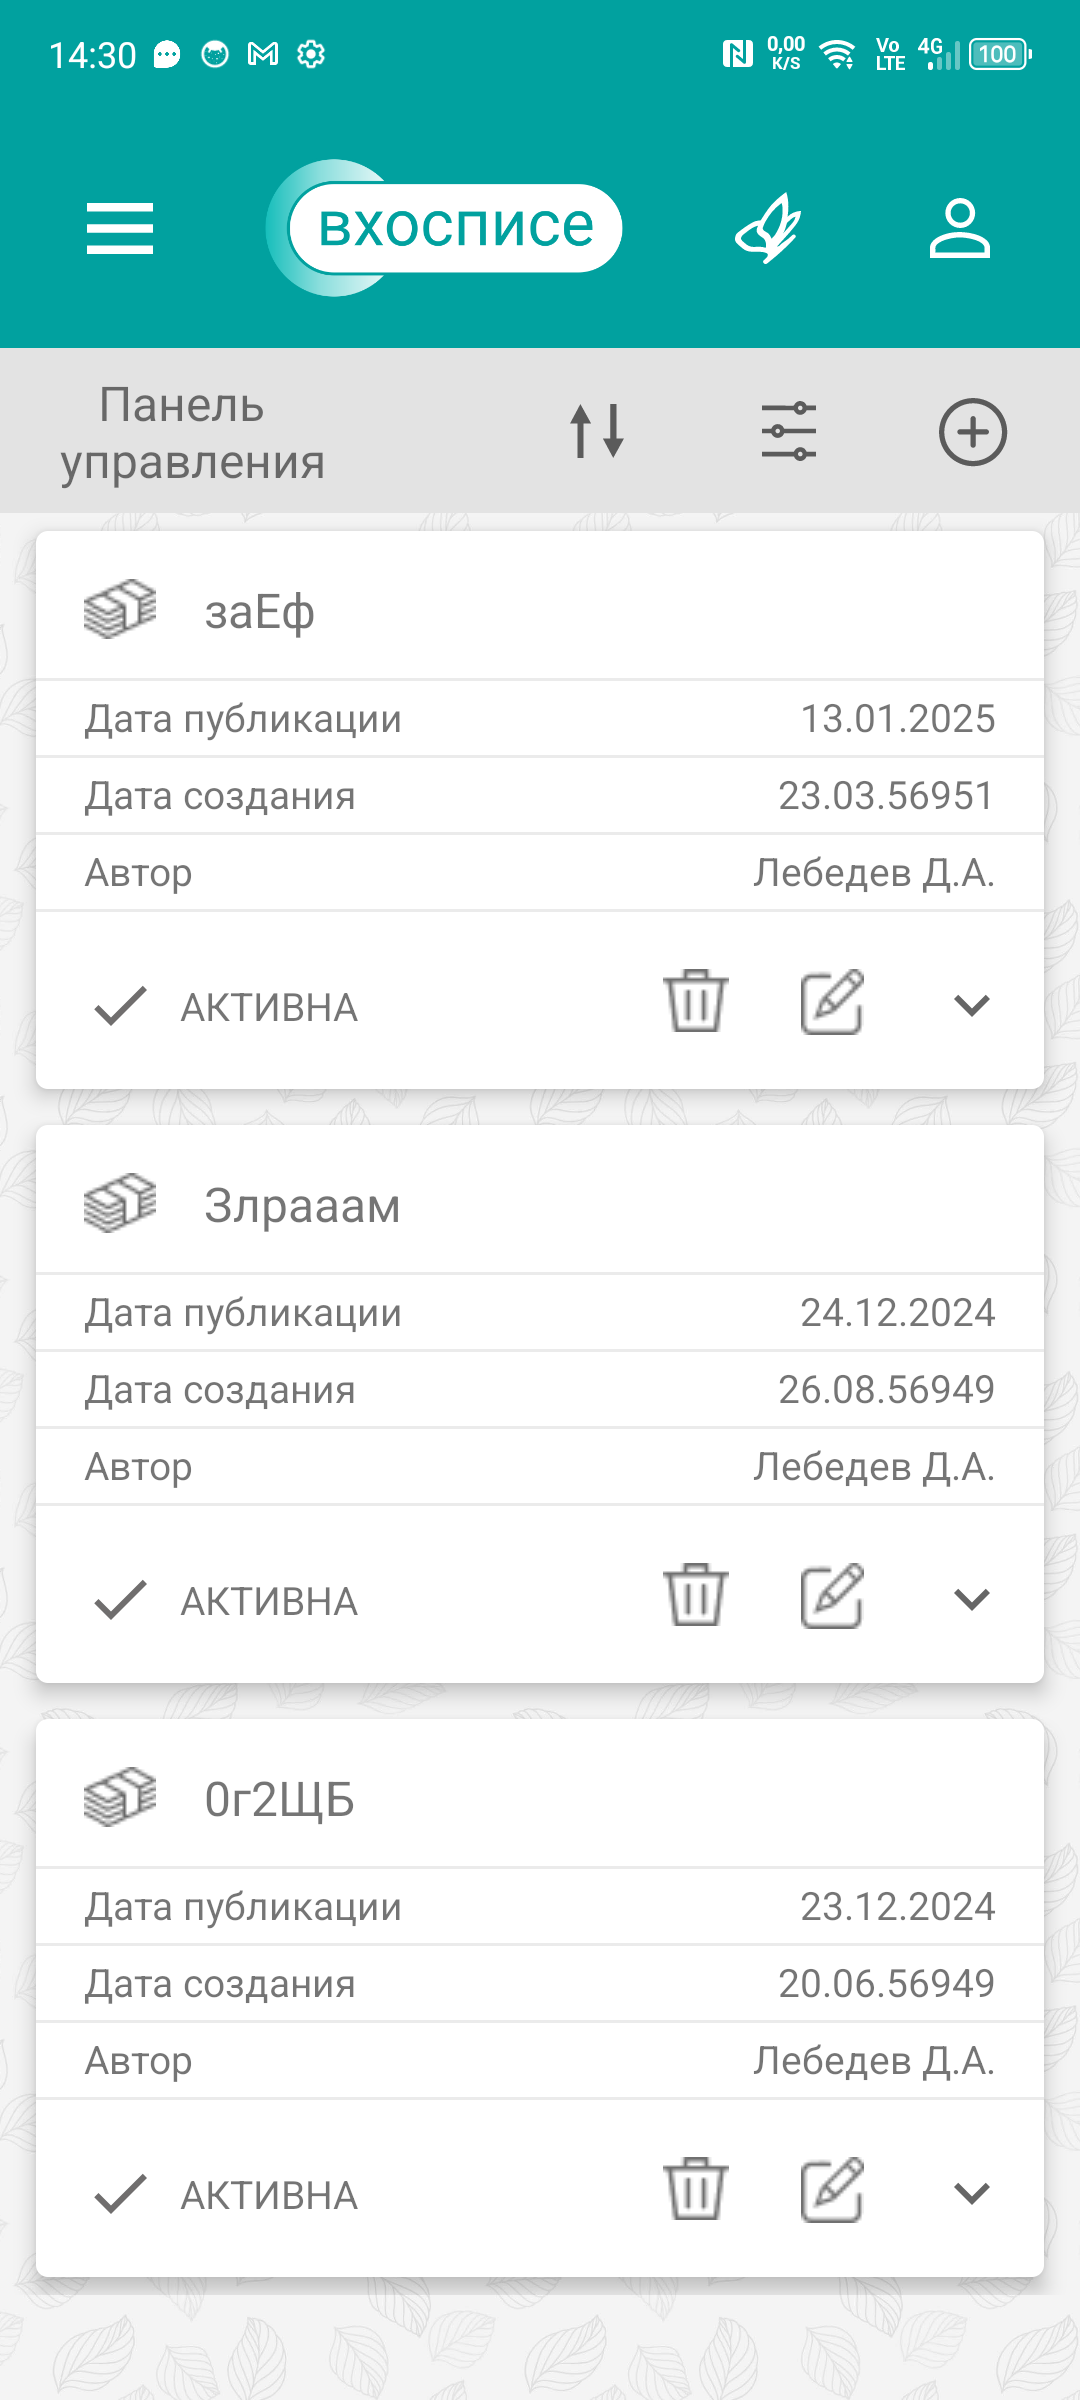 14:30
0,00 K/S
Vo LTE
4G
100
вхосписе
Панель
управления
заЕф
Дата публикации 13.01.2025
Дата создания 23.03.56951
Автор Лебедев Д.А.
АКТИВНА
Злрааам
Дата публикации 24.12.2024
Дата создания 26.08.56949
Автор Лебедев Д.А.
АКТИВНА
0г2ЩБ
Дата публикации 23.12.2024
Дата создания 20.06.56949
Автор Лебедев Д.А.
АКТИВНА